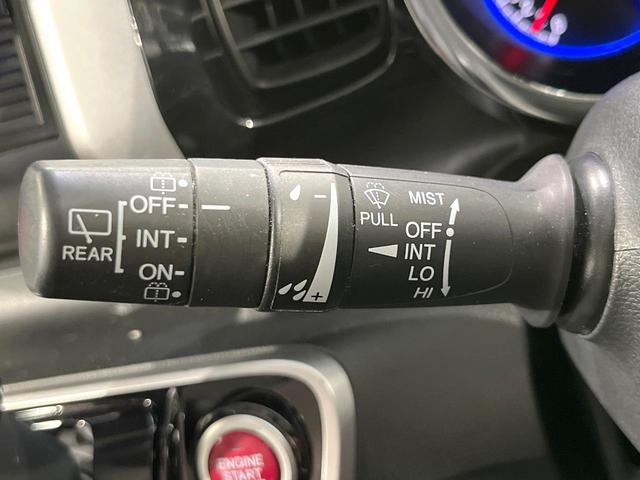 REAR
OFF
INT
ON
-
+
PULL
MIST
OFF
INT
LO
HI
ENGINE
START